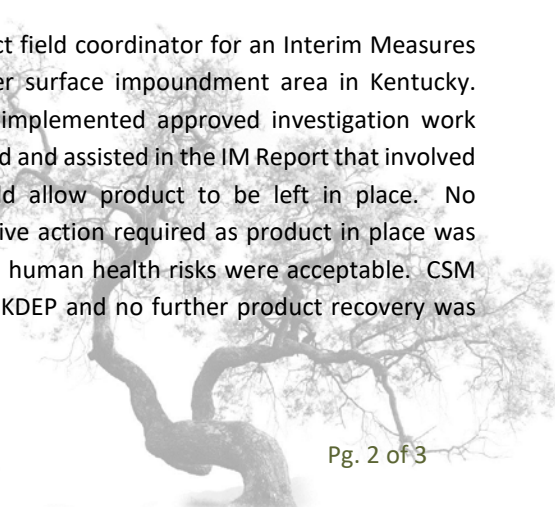 ct field coordinator for an Interim Measures
er surface impoundment area in Kentucky.
implemented approved investigation work
d and assisted in the IM Report that involved
ld allow product to be left in place. No
ive action required as product in place was
human health risks were acceptable. CSM
KDEP and no further product recovery was
Pg. 2 of 3